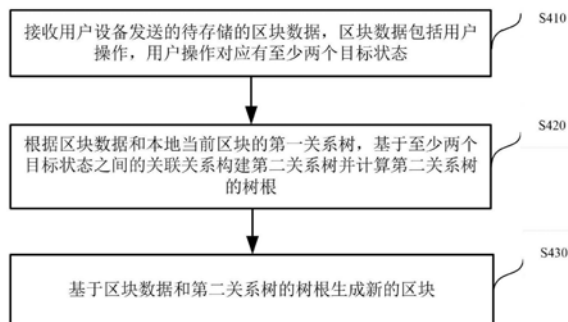 接收用户设备发送的待存储的区块数据，区块数据包括用户
操作，用户操作对应有至少两个目标状态
S410
根据区块数据和本地当前区块的第一关系树，基于至少两个
目标状态之间的关联关系构建第二关系树并计算第二关系树
的树根
S420
基于区块数据和第二关系树的树根生成新的区块
S430